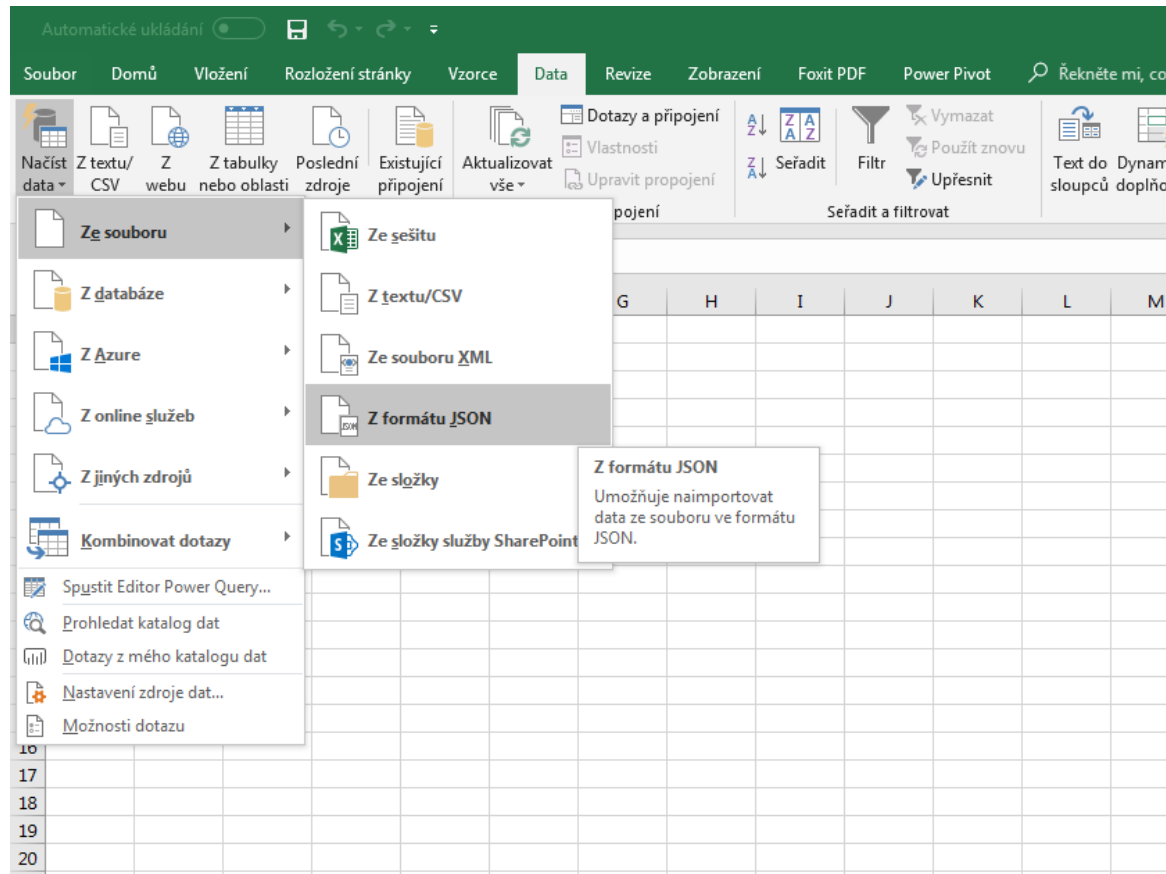 Automatické ukládání
Soubor Domů Vložení Rozložení stránky Vzorce Data Revize Zobrazení Foxit PDF Power Pivot Řekněte mi, co
Načíst data
Z textu/ CSV
Z webu
Z tabulky nebo oblasti
Poslední zdroje
Existující připojení
Aktualizovat vše
Dotazy a připojení
Vlastnosti
Upravit propojení
pojení
Seřadit
Filtr
Vymazat
Použít znovu
Upřesnit
Seřadit a filtrovat
Text do sloupců
Dynam doplňo
Ze souboru
Z databáze
Z Azure
Z online služeb
Z jiných zdrojů
Kombinovat dotazy
Spustit Editor Power Query...
Prohledat katalog dat
Dotazy z mého katalogu dat
Nastavení zdroje dat...
Možnosti dotazu
Ze sešitu
Z textu/CSV
Ze souboru XML
Z formátu JSON
Ze složky
Ze složky služby SharePoint
Z formátu JSON
Umožňuje naimportovat
data ze souboru ve formátu
JSON.
G H I J K L M
16
17
18
19
20